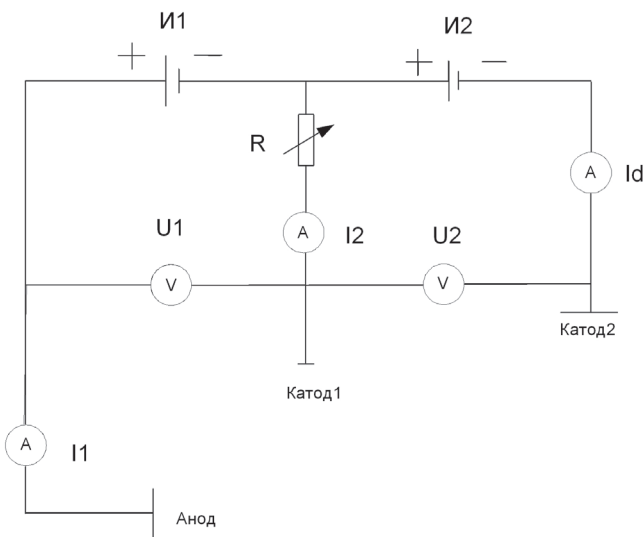 И1
И2
+ −
+ −
R
A
Id
A
I2
U1
U2
V
V
Катод2
Катод1
A
I1
Анод